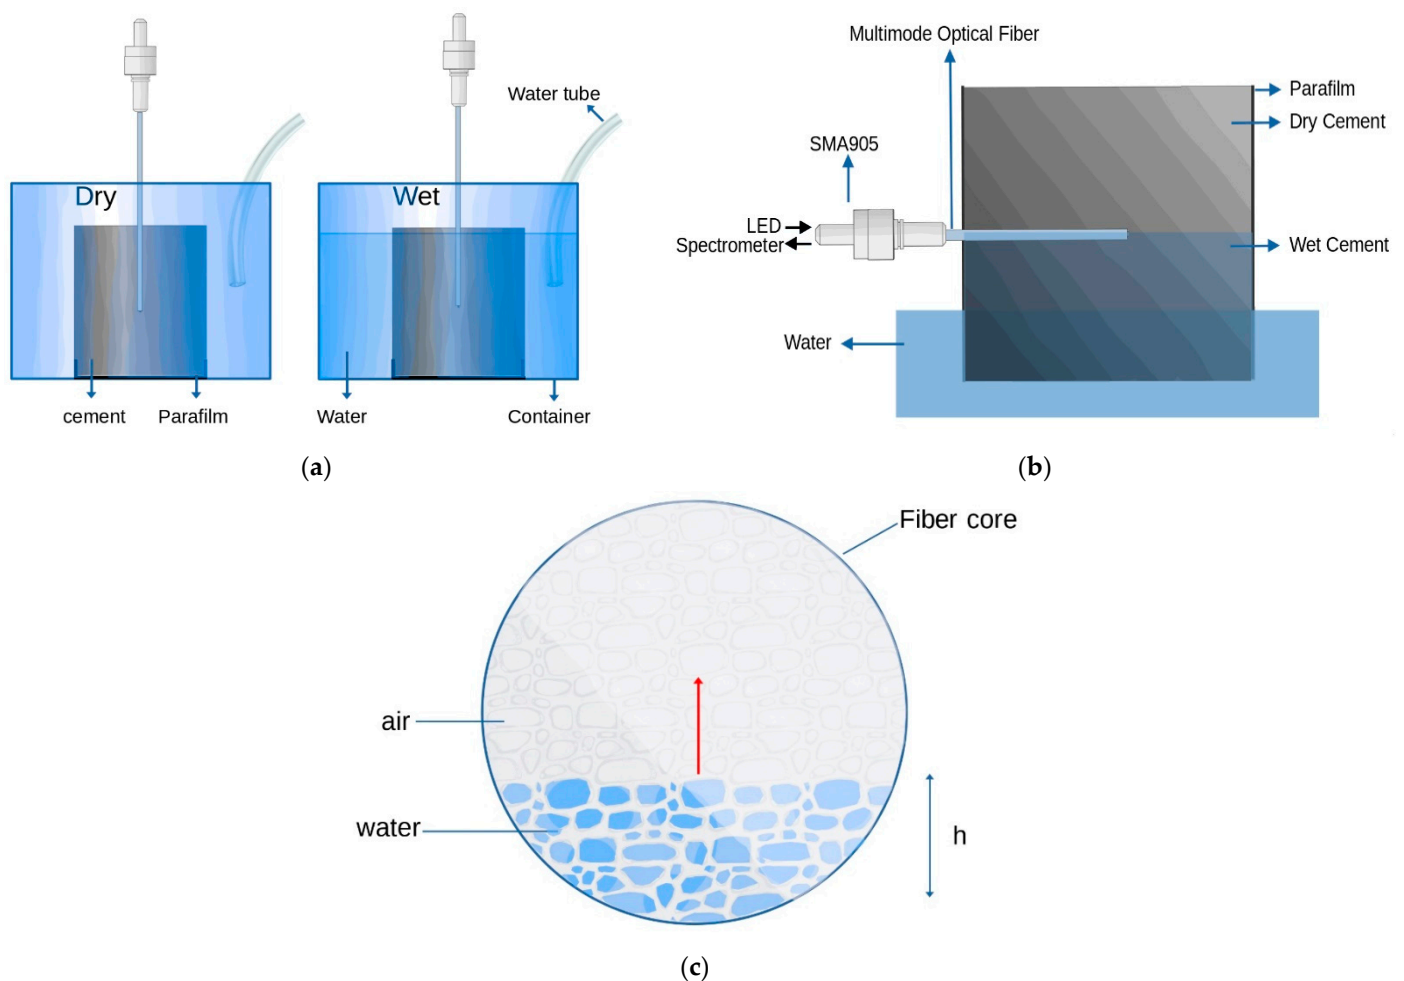 Dry
Wet
Water tube
cement
Parafilm
Water
Container
(a)
Multimode Optical Fiber
Parafilm
Dry Cement
SMA905
LED
Spectrometer
Wet Cement
Water
(b)
Fiber core
air
water
h
(c)